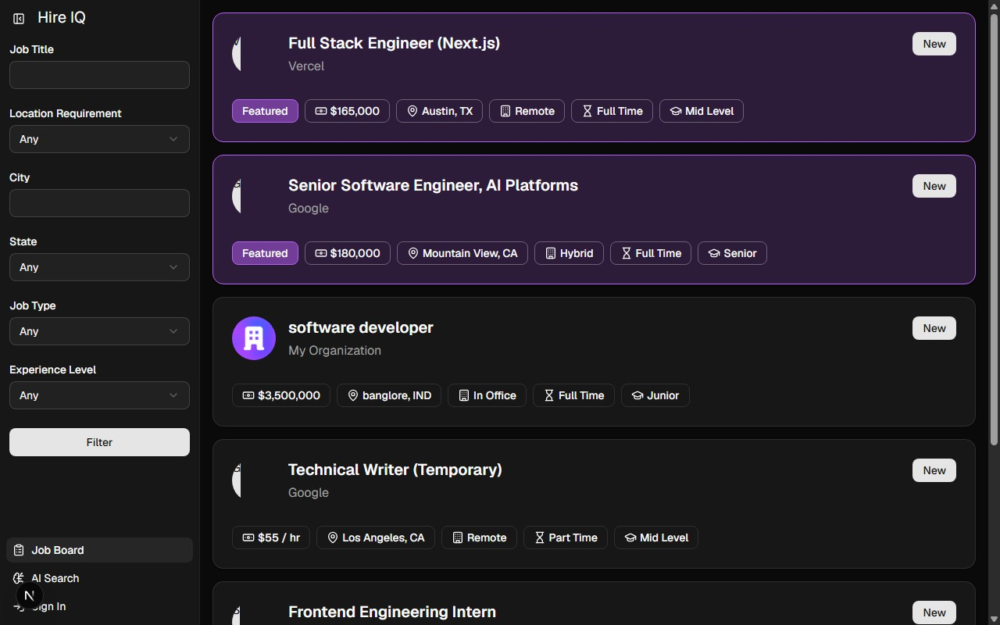 Hire IQ
Job Title
Location Requirement
Any
City
State
Any
Job Type
Any
Experience Level
Any
Filter
Job Board
AI Search
Sign In
N
Full Stack Engineer (Next.js)
New
Vercel
Featured $165,000 Austin, TX Remote Full Time Mid Level
Senior Software Engineer, AI Platforms
New
Google
Featured $180,000 Mountain View, CA Hybrid Full Time Senior
software developer
New
My Organization
$3,500,000 banglore, IND In Office Full Time Junior
Technical Writer (Temporary)
New
Google
$55 / hr Los Angeles, CA Remote Part Time Mid Level
Frontend Engineering Intern
New